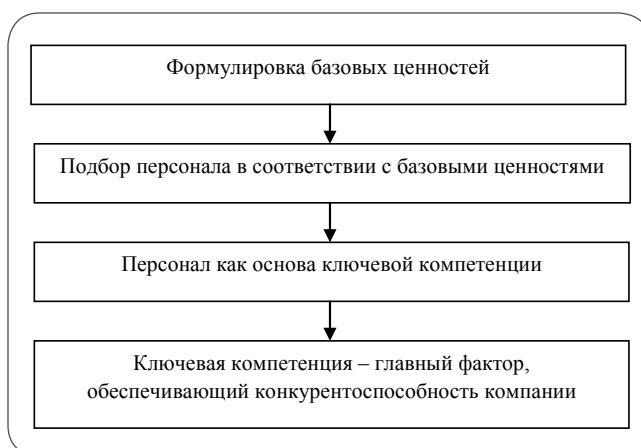 Формулировка базовых ценностей
Подбор персонала в соответствии с базовыми ценностями
Персонал как основа ключевой компетенции
Ключевая компетенция – главный фактор,
обеспечивающий конкурентоспособность компании